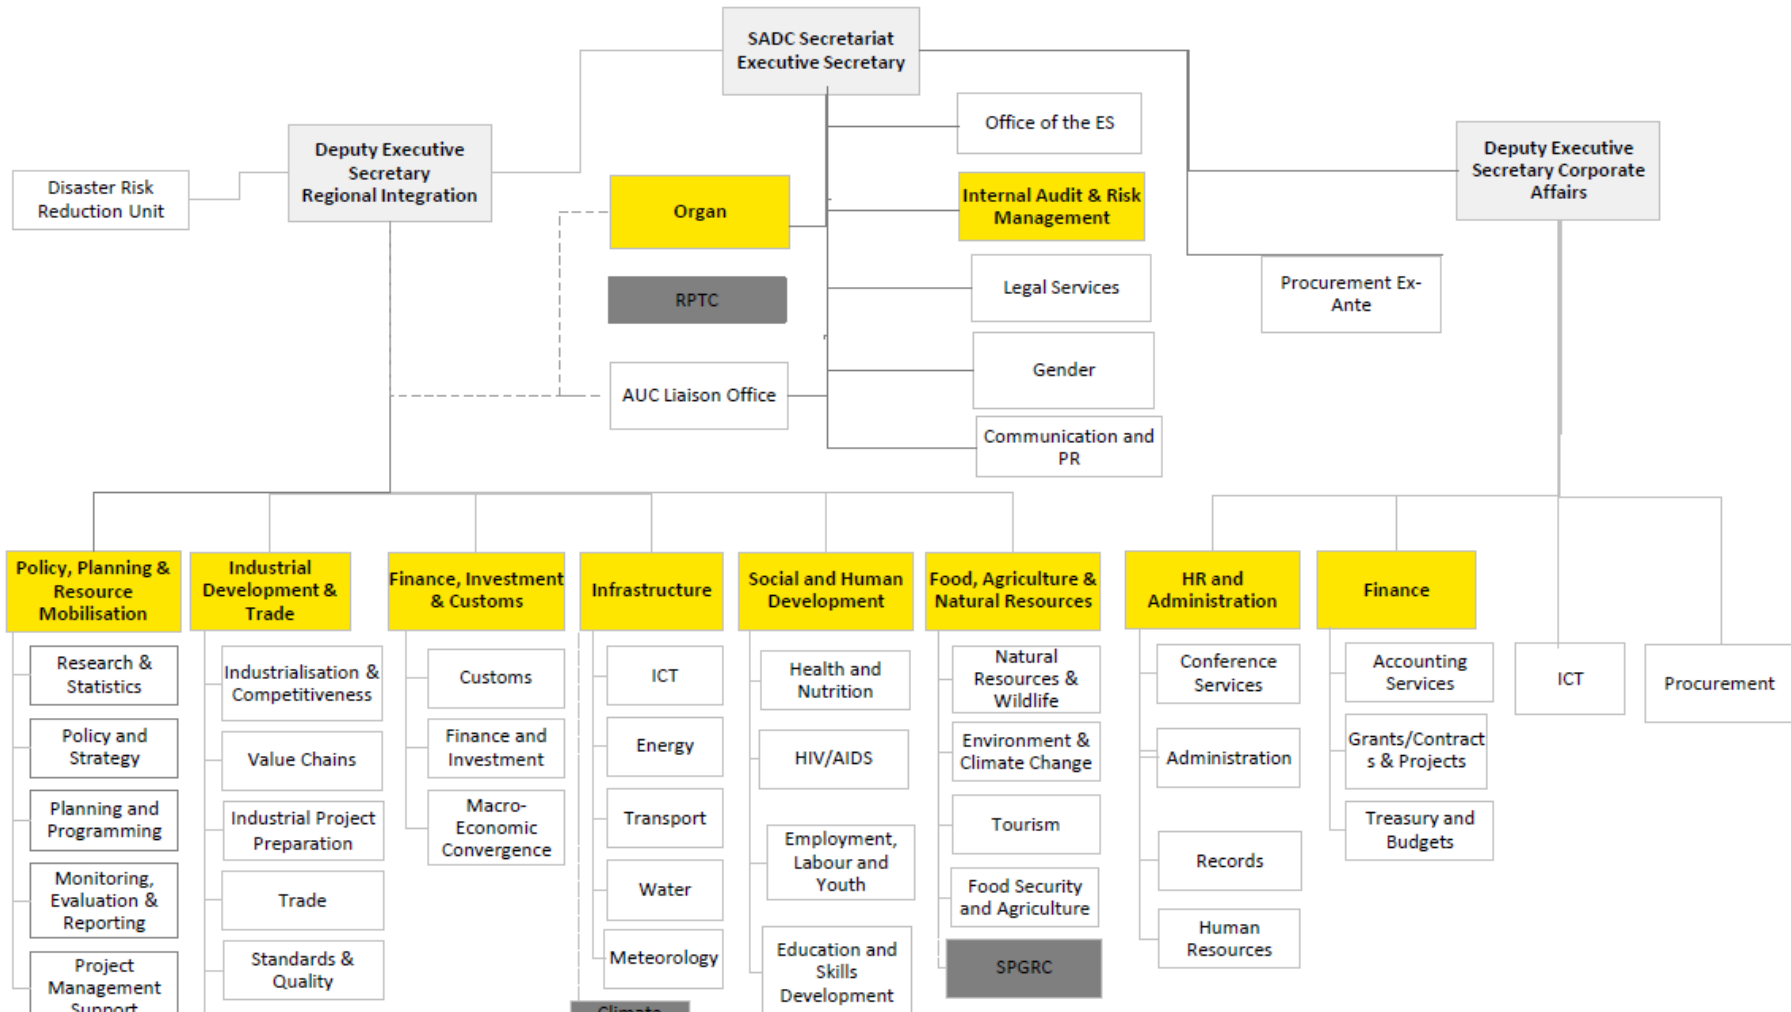 SADC Secretariat
Executive Secretary
Office of the ES
Deputy Executive
Secretary
Regional Integration
Deputy Executive
Secretary Corporate
Affairs
Disaster Risk
Reduction Unit
Organ
Internal Audit & Risk
Management
RPTC
Legal Services
Procurement Ex-
Ante
AUC Liaison Office
Gender
Communication and
PR
Policy, Planning &
Resource
Mobilisation
Research &
Statistics
Policy and
Strategy
Planning and
Programming
Monitoring,
Evaluation &
Reporting
Project
Management
Support
Industrial
Development &
Trade
Industrialisation &
Competitiveness
Value Chains
Industrial Project
Preparation
Trade
Standards &
Quality
Finance, Investment
& Customs
Customs
Finance and
Investment
Macro-
Economic
Convergence
Infrastructure
ICT
Energy
Transport
Water
Meteorology
Climate
Social and Human
Development
Health and
Nutrition
HIV/AIDS
Employment,
Labour and
Youth
Education and
Skills
Development
Food, Agriculture &
Natural Resources
Natural
Resources &
Wildlife
Environment &
Climate Change
Tourism
Food Security
and Agriculture
SPGRC
HR and
Administration
Conference
Services
Administration
Records
Human
Resources
Finance
Accounting
Services
Grants/Contract
s & Projects
Treasury and
Budgets
ICT
Procurement